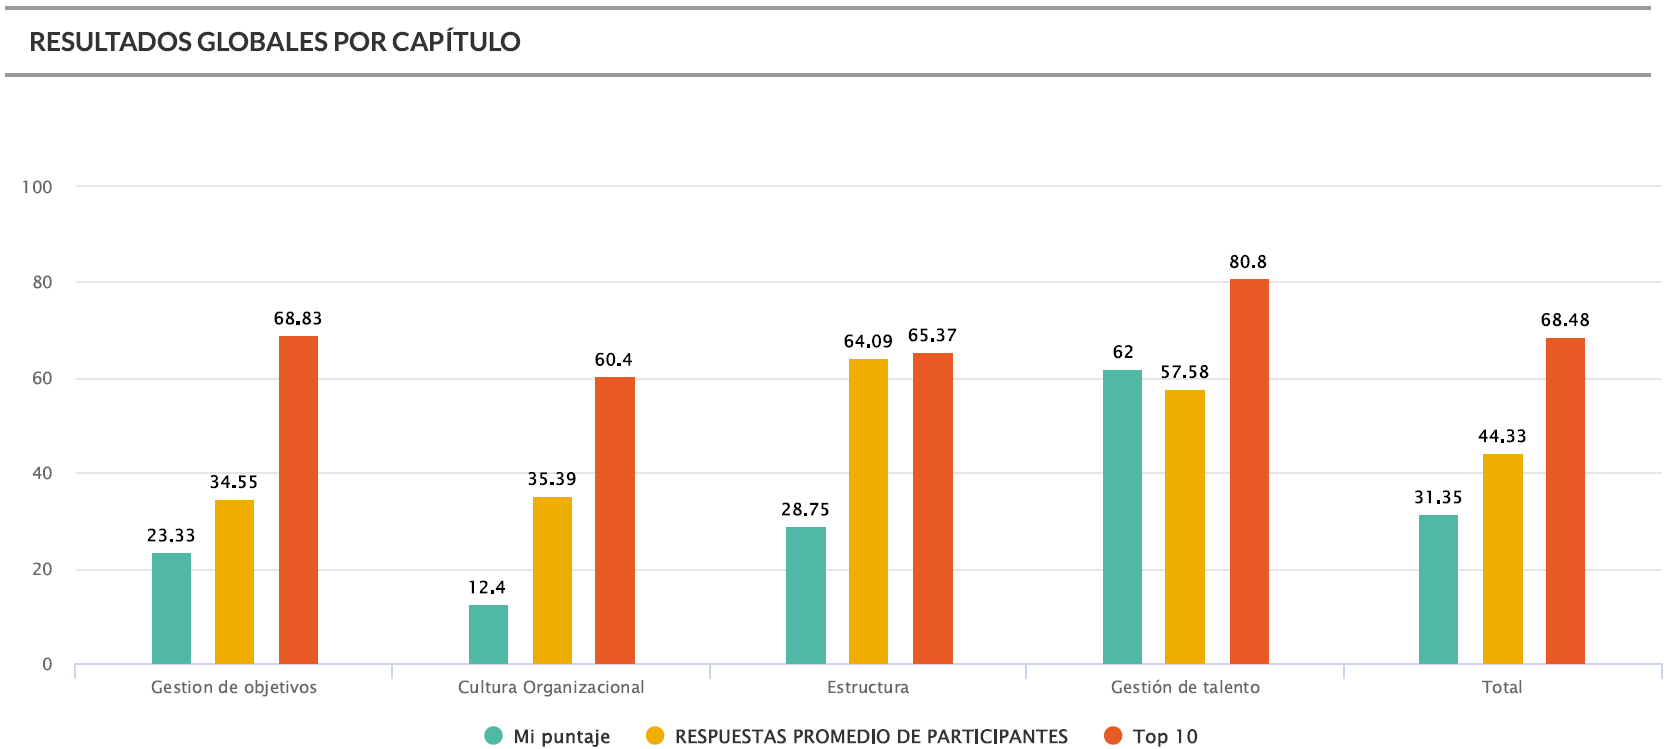 RESULTADOS GLOBALES POR CAPÍTULO
100
80
60
40
20
0
23.33
34.55
68.83
12.4
35.39
60.4
28.75
64.09
65.37
62
57.58
80.8
31.35
44.33
68.48
Gestion de objetivos
Cultura Organizacional
Estructura
Gestión de talento
Total
Mi puntaje
RESPUESTAS PROMEDIO DE PARTICIPANTES
Top 10